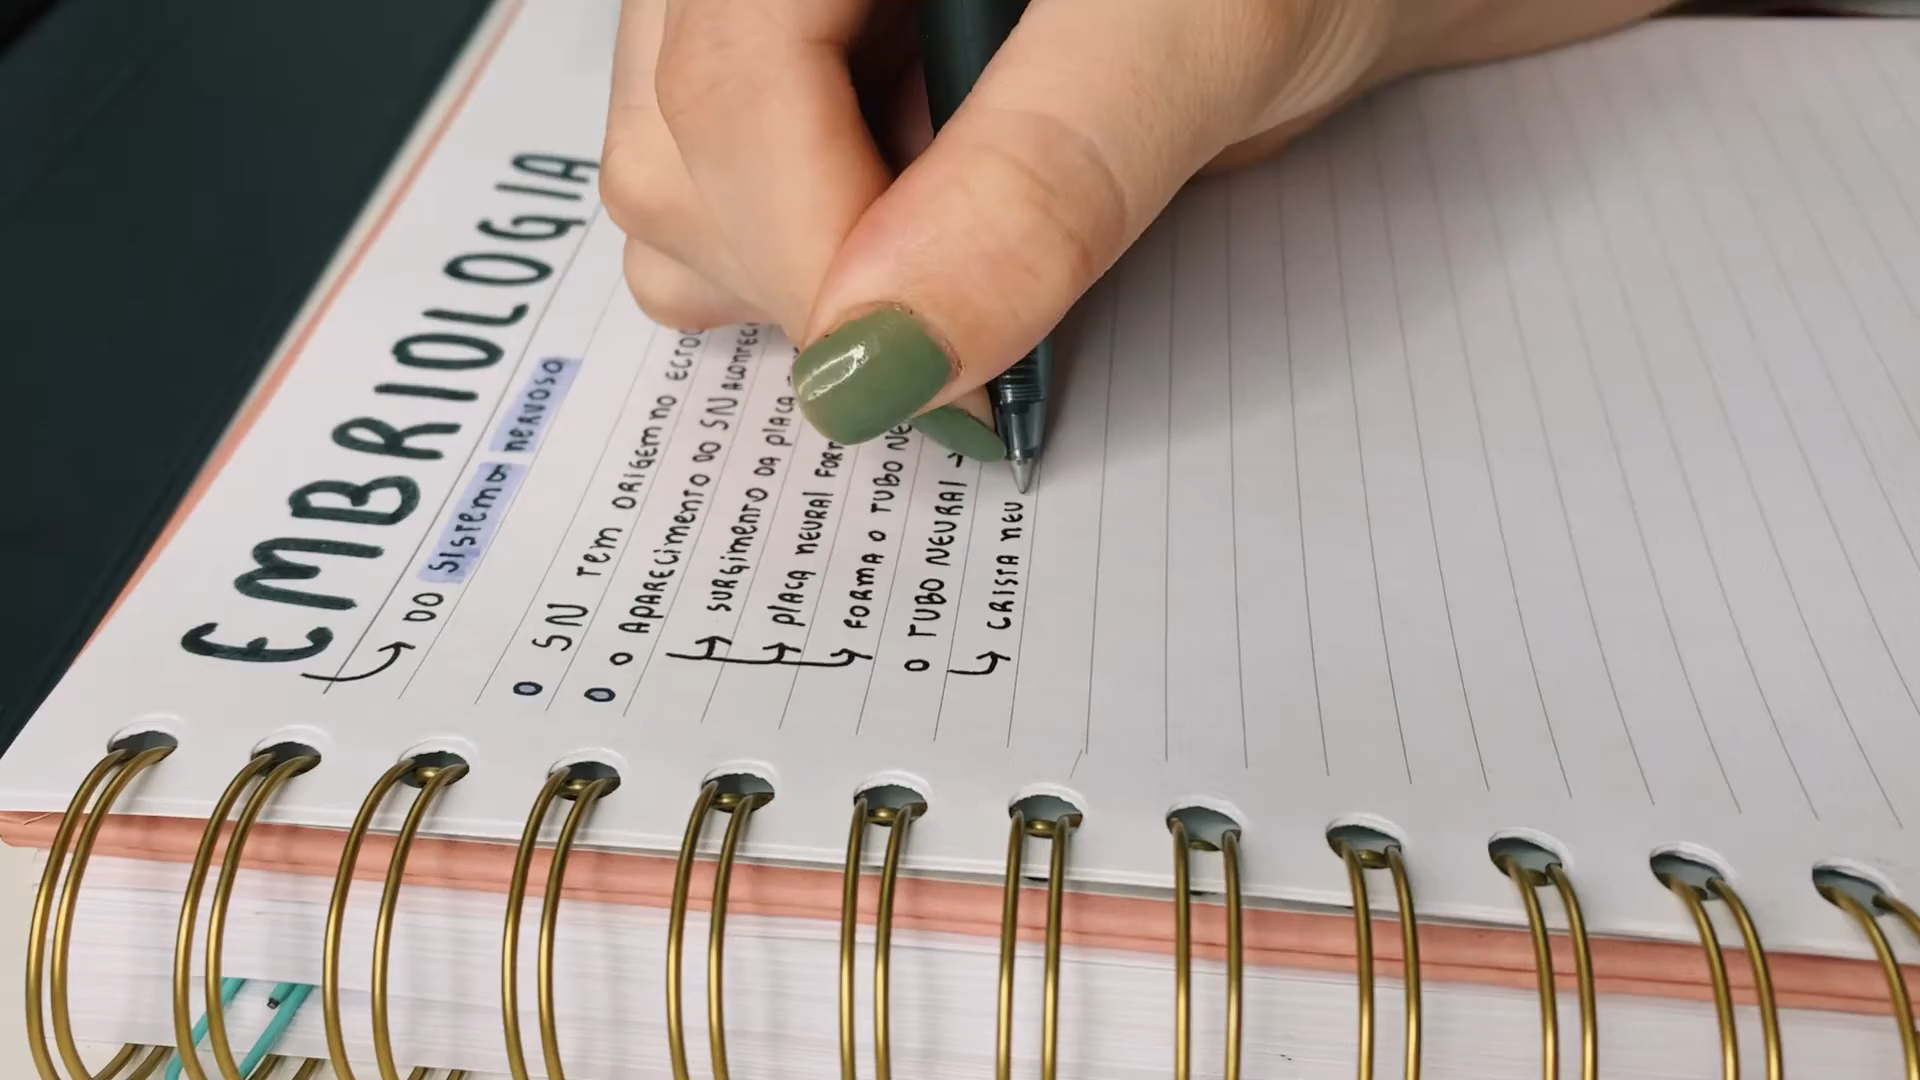 EMBRIOLOGIA
DO sistema nervoso
SN tem ORIGEM NO
APARECIMENTO DO SN
SURGIMENTO DA PLACA
PLACA NEURAL
FORMA O TUBO
TUBO NEURAL →
CRISTA NEU